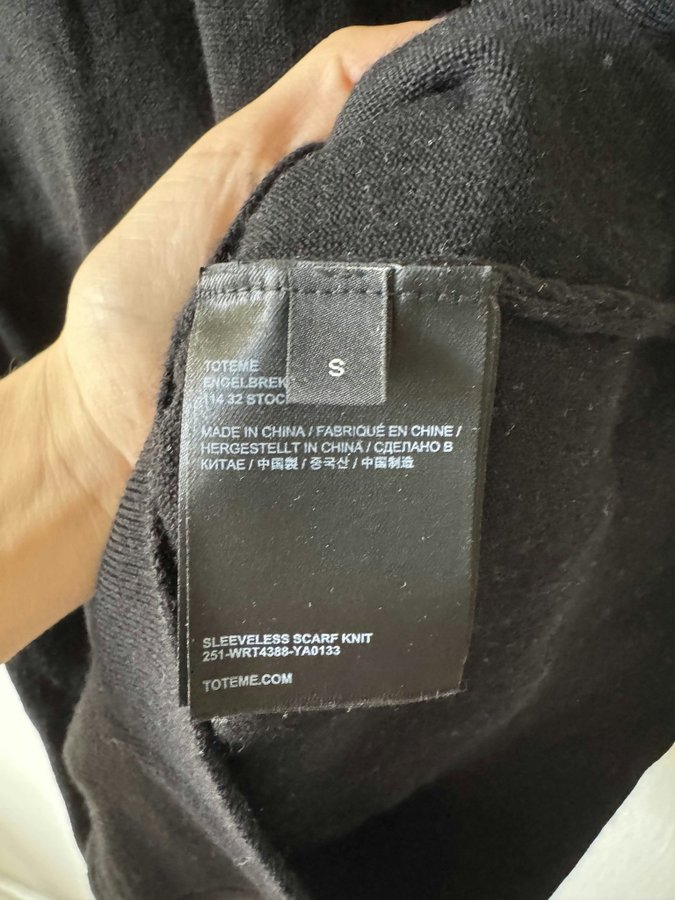 S
TOTEME
ENGELBREK
114 32 STOC
MADE IN CHINA / FABRIQUÉ EN CHINE /
HERGESTELLT IN CHINA / СДЕЛАНО В
КИТАЕ / 中国製 / 중국산 / 中国制造
SLEEVELESS SCARF KNIT
251-WRT4388-YA0133
TOTEME.COM